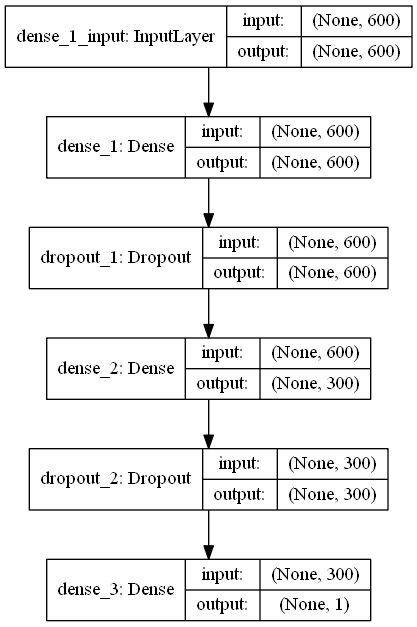 dense_1_input: InputLayer
input: (None, 600)
output: (None, 600)
dense_1: Dense
input: (None, 600)
output: (None, 600)
dropout_1: Dropout
input: (None, 600)
output: (None, 600)
dense_2: Dense
input: (None, 600)
output: (None, 300)
dropout_2: Dropout
input: (None, 300)
output: (None, 300)
dense_3: Dense
input: (None, 300)
output: (None, 1)